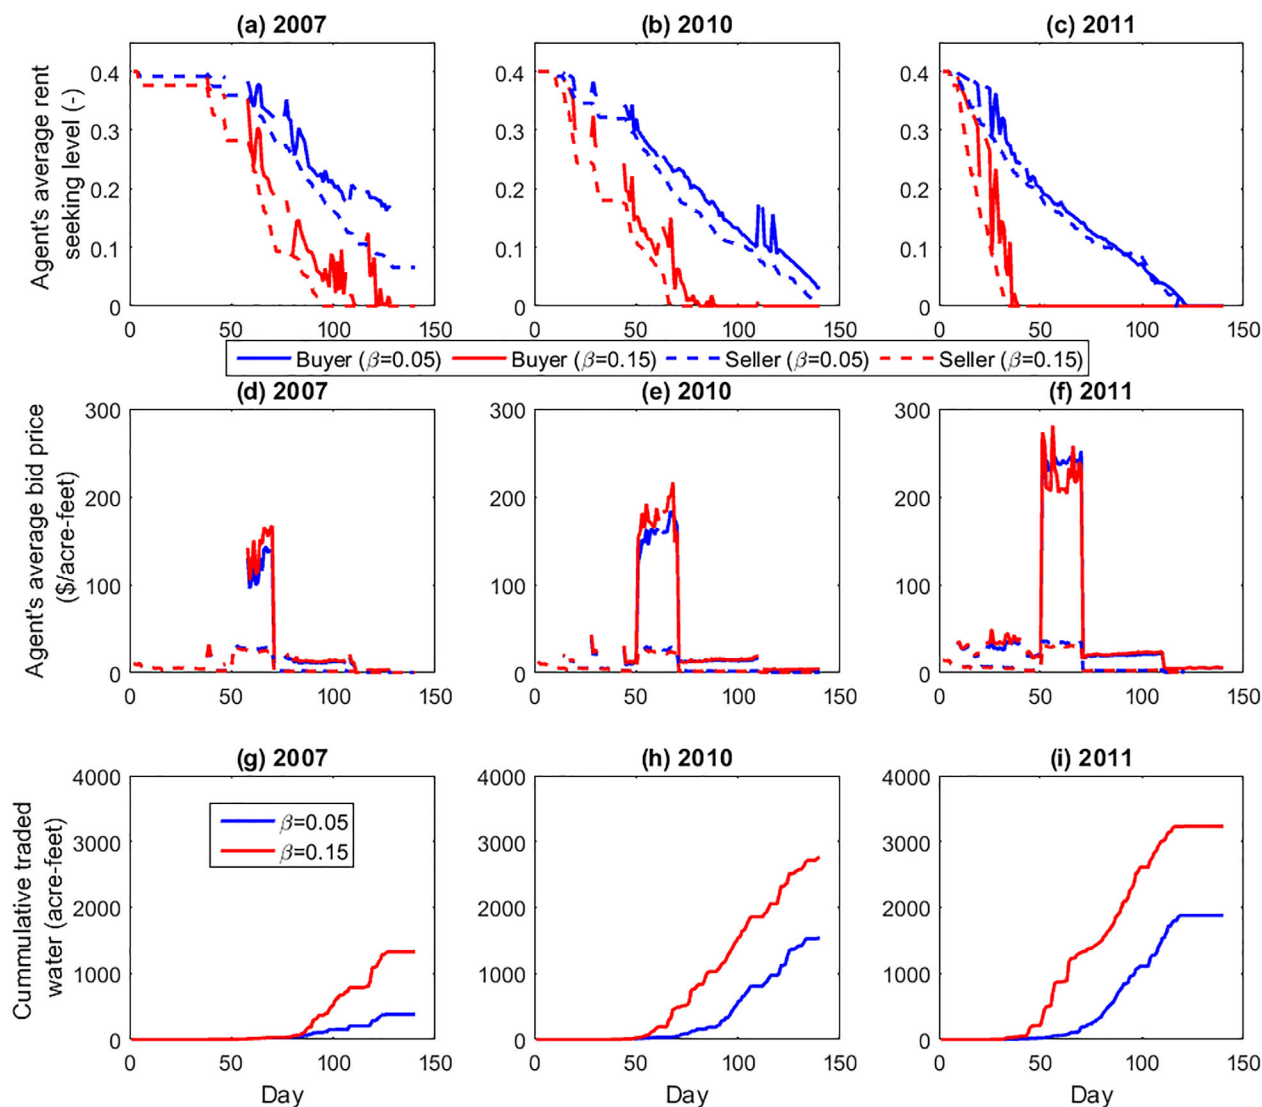 (a) 2007
(b) 2010
(c) 2011
Agent's average rent
seeking level (-)
0.4
0.3
0.2
0.1
0
0 50 100 150
0.4
0.3
0.2
0.1
0
0 50 100 150
0.4
0.3
0.2
0.1
0
0 50 100 150
Buyer (β=0.05) Buyer (β=0.15) Seller (β=0.05) Seller (β=0.15)
(d) 2007
(e) 2010
(f) 2011
Agent's average bid price
($/acre-feet)
300
200
100
0
0 50 100 150
300
200
100
0
0 50 100 150
300
200
100
0
0 50 100 150
(g) 2007
(h) 2010
(i) 2011
Cummulative traded
water (acre-feet)
4000
3000
2000
1000
0
0 50 100 150
β=0.05
β=0.15
4000
3000
2000
1000
0
0 50 100 150
4000
3000
2000
1000
0
0 50 100 150
Day
Day
Day